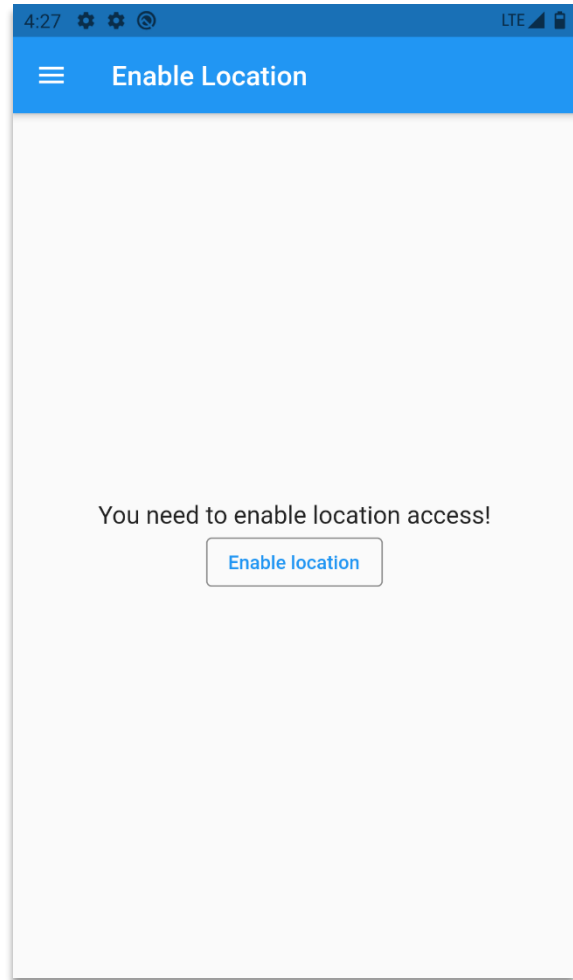 4:27 LTE
Enable Location
You need to enable location access!
Enable location